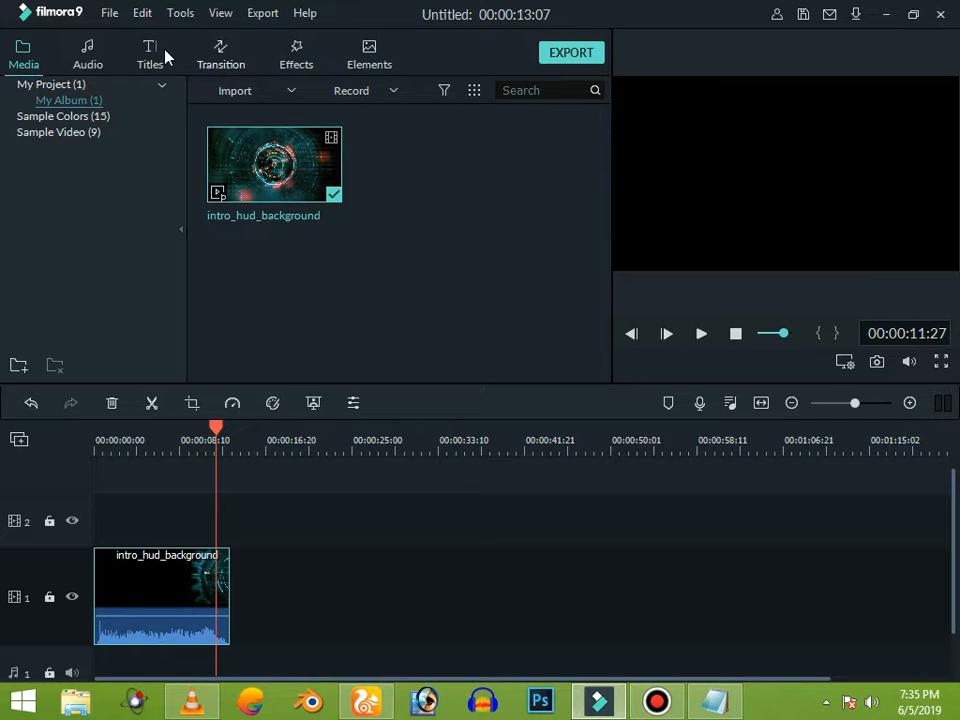 filmora9 File Edit Tools View Export Help Untitled: 00:00:13:07
Media Audio Titles Transition Effects Elements EXPORT
My Project (1)
My Album (1)
Sample Colors (15)
Sample Video (9)
Import Record Search
intro_hud_background
00:00:11:27
00:00:00:00 00:00:08:10 00:00:16:20 00:00:25:00 00:00:33:10 00:00:41:21 00:00:50:01 00:00:58:11 00:01:06:21 00:01:15:02
2
intro_hud_background
1
1
Ps
7:35 PM
6/5/2019